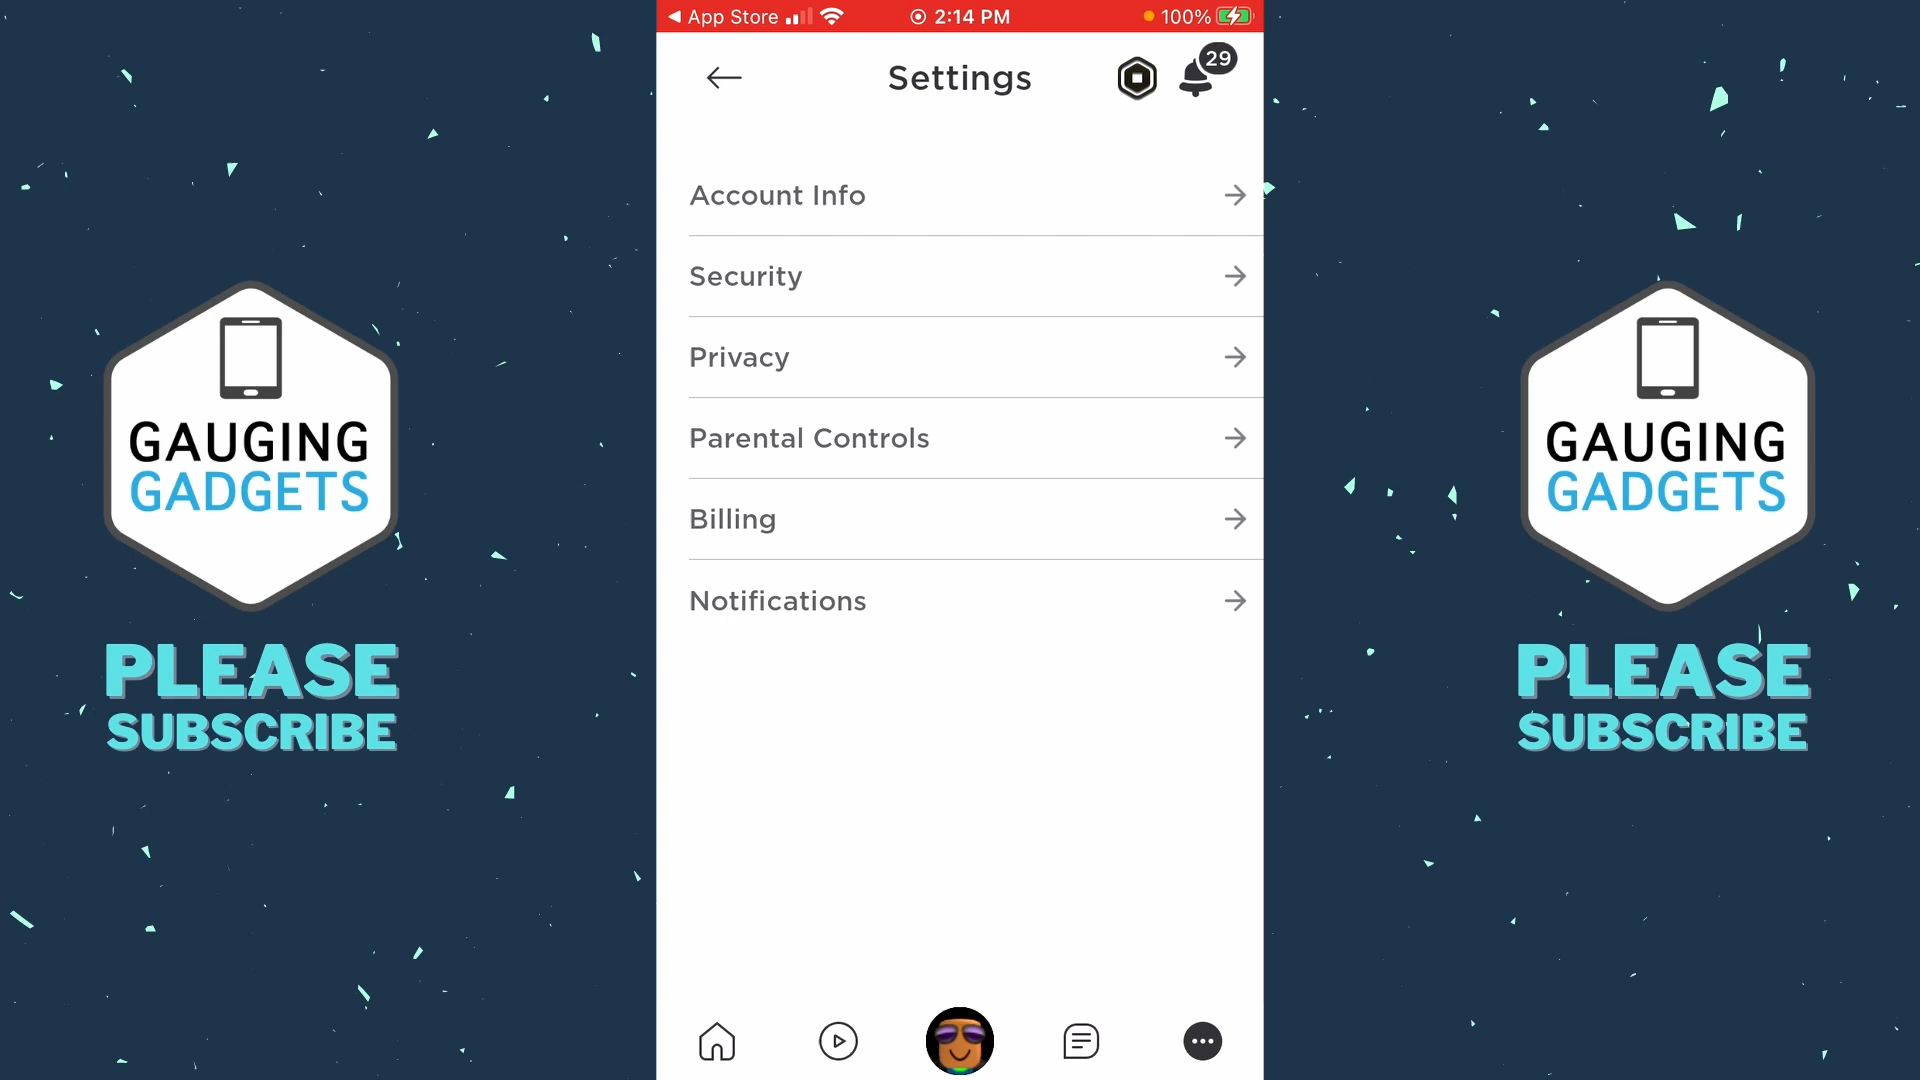 App Store
2:14 PM
100%
Settings
29
Account Info
Security
Privacy
Parental Controls
Billing
Notifications
GAUGING
GADGETS
PLEASE
SUBSCRIBE
GAUGING
GADGETS
PLEASE
SUBSCRIBE